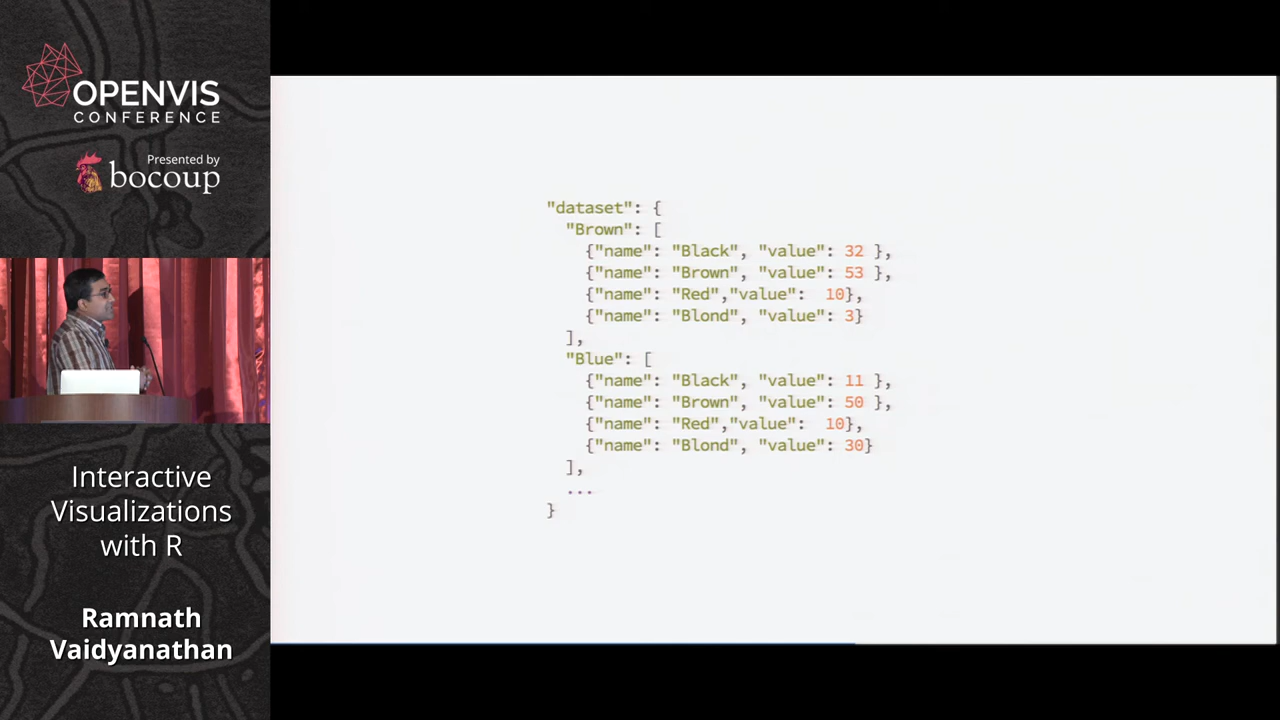 OPENVIS
CONFERENCE
Presented by
bocoup
Interactive
Visualizations
with R
Ramnath
Vaidyanathan
"dataset": {
"Brown": [
{"name": "Black", "value": 32 },
{"name": "Brown", "value": 53 },
{"name": "Red","value":  10},
{"name": "Blond", "value": 3}
],
"Blue": [
{"name": "Black", "value": 11 },
{"name": "Brown", "value": 50 },
{"name": "Red","value":  10},
{"name": "Blond", "value": 30}
],
...
}